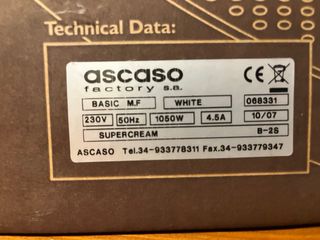 Technical Data:
ascaso
factory s.a.
BASIC M.F WHITE 068331
230V 50Hz 1050W 4.5A 10/07
SUPERCREAM B-2S
ASCASO Tel.34-933778311 Fax.34-933779347